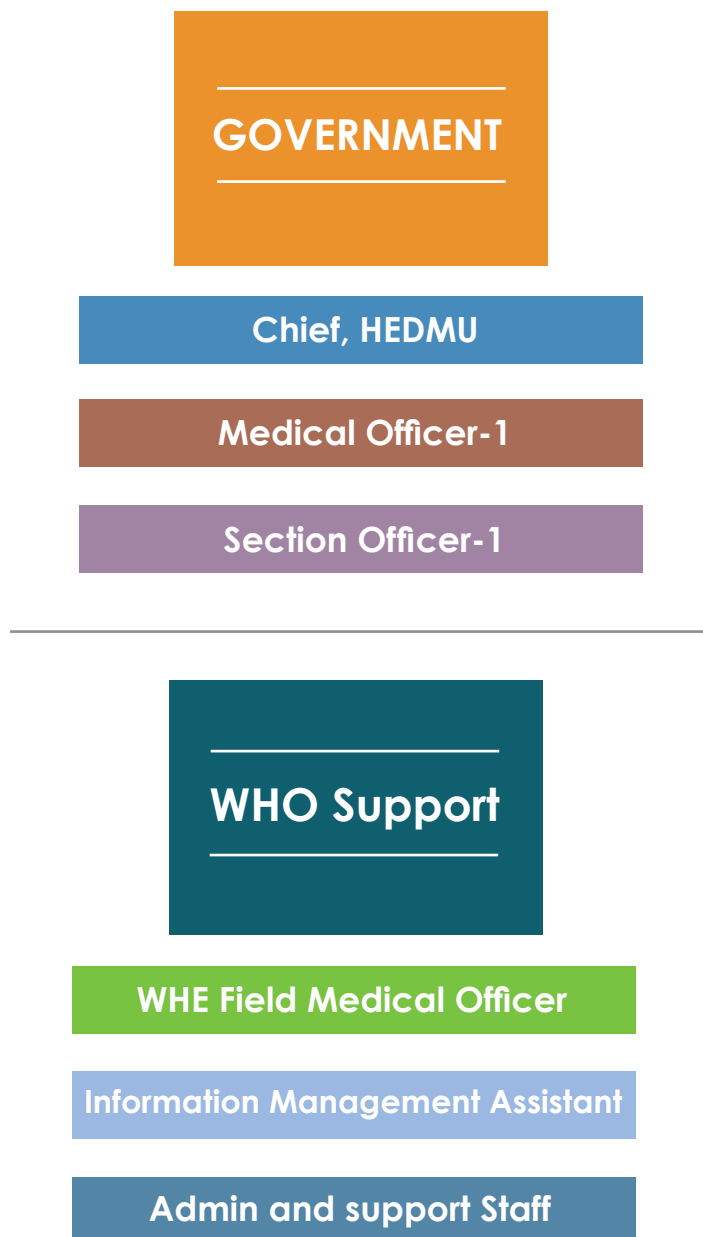 GOVERNMENT
Chief, HEDMU
Medical Officer-1
Section Officer-1
WHO Support
WHE Field Medical Officer
Information Management Assistant
Admin and support Staff